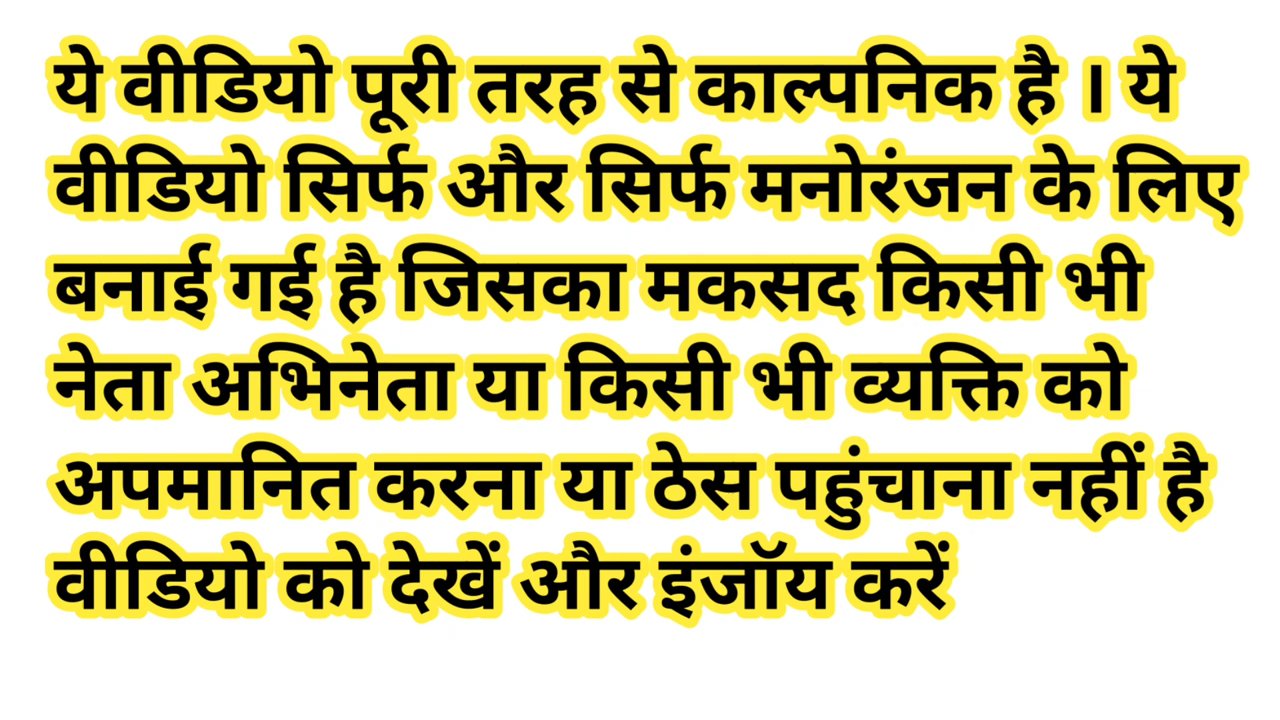 ये वीडियो पूरी तरह से काल्पनिक है । ये
वीडियो सिर्फ और सिर्फ मनोरंजन के लिए
बनाई गई है जिसका मकसद किसी भी
नेता अभिनेता या किसी भी व्यक्ति को
अपमानित करना या ठेस पहुंचाना नहीं है
वीडियो को देखें और इंजॉय करें